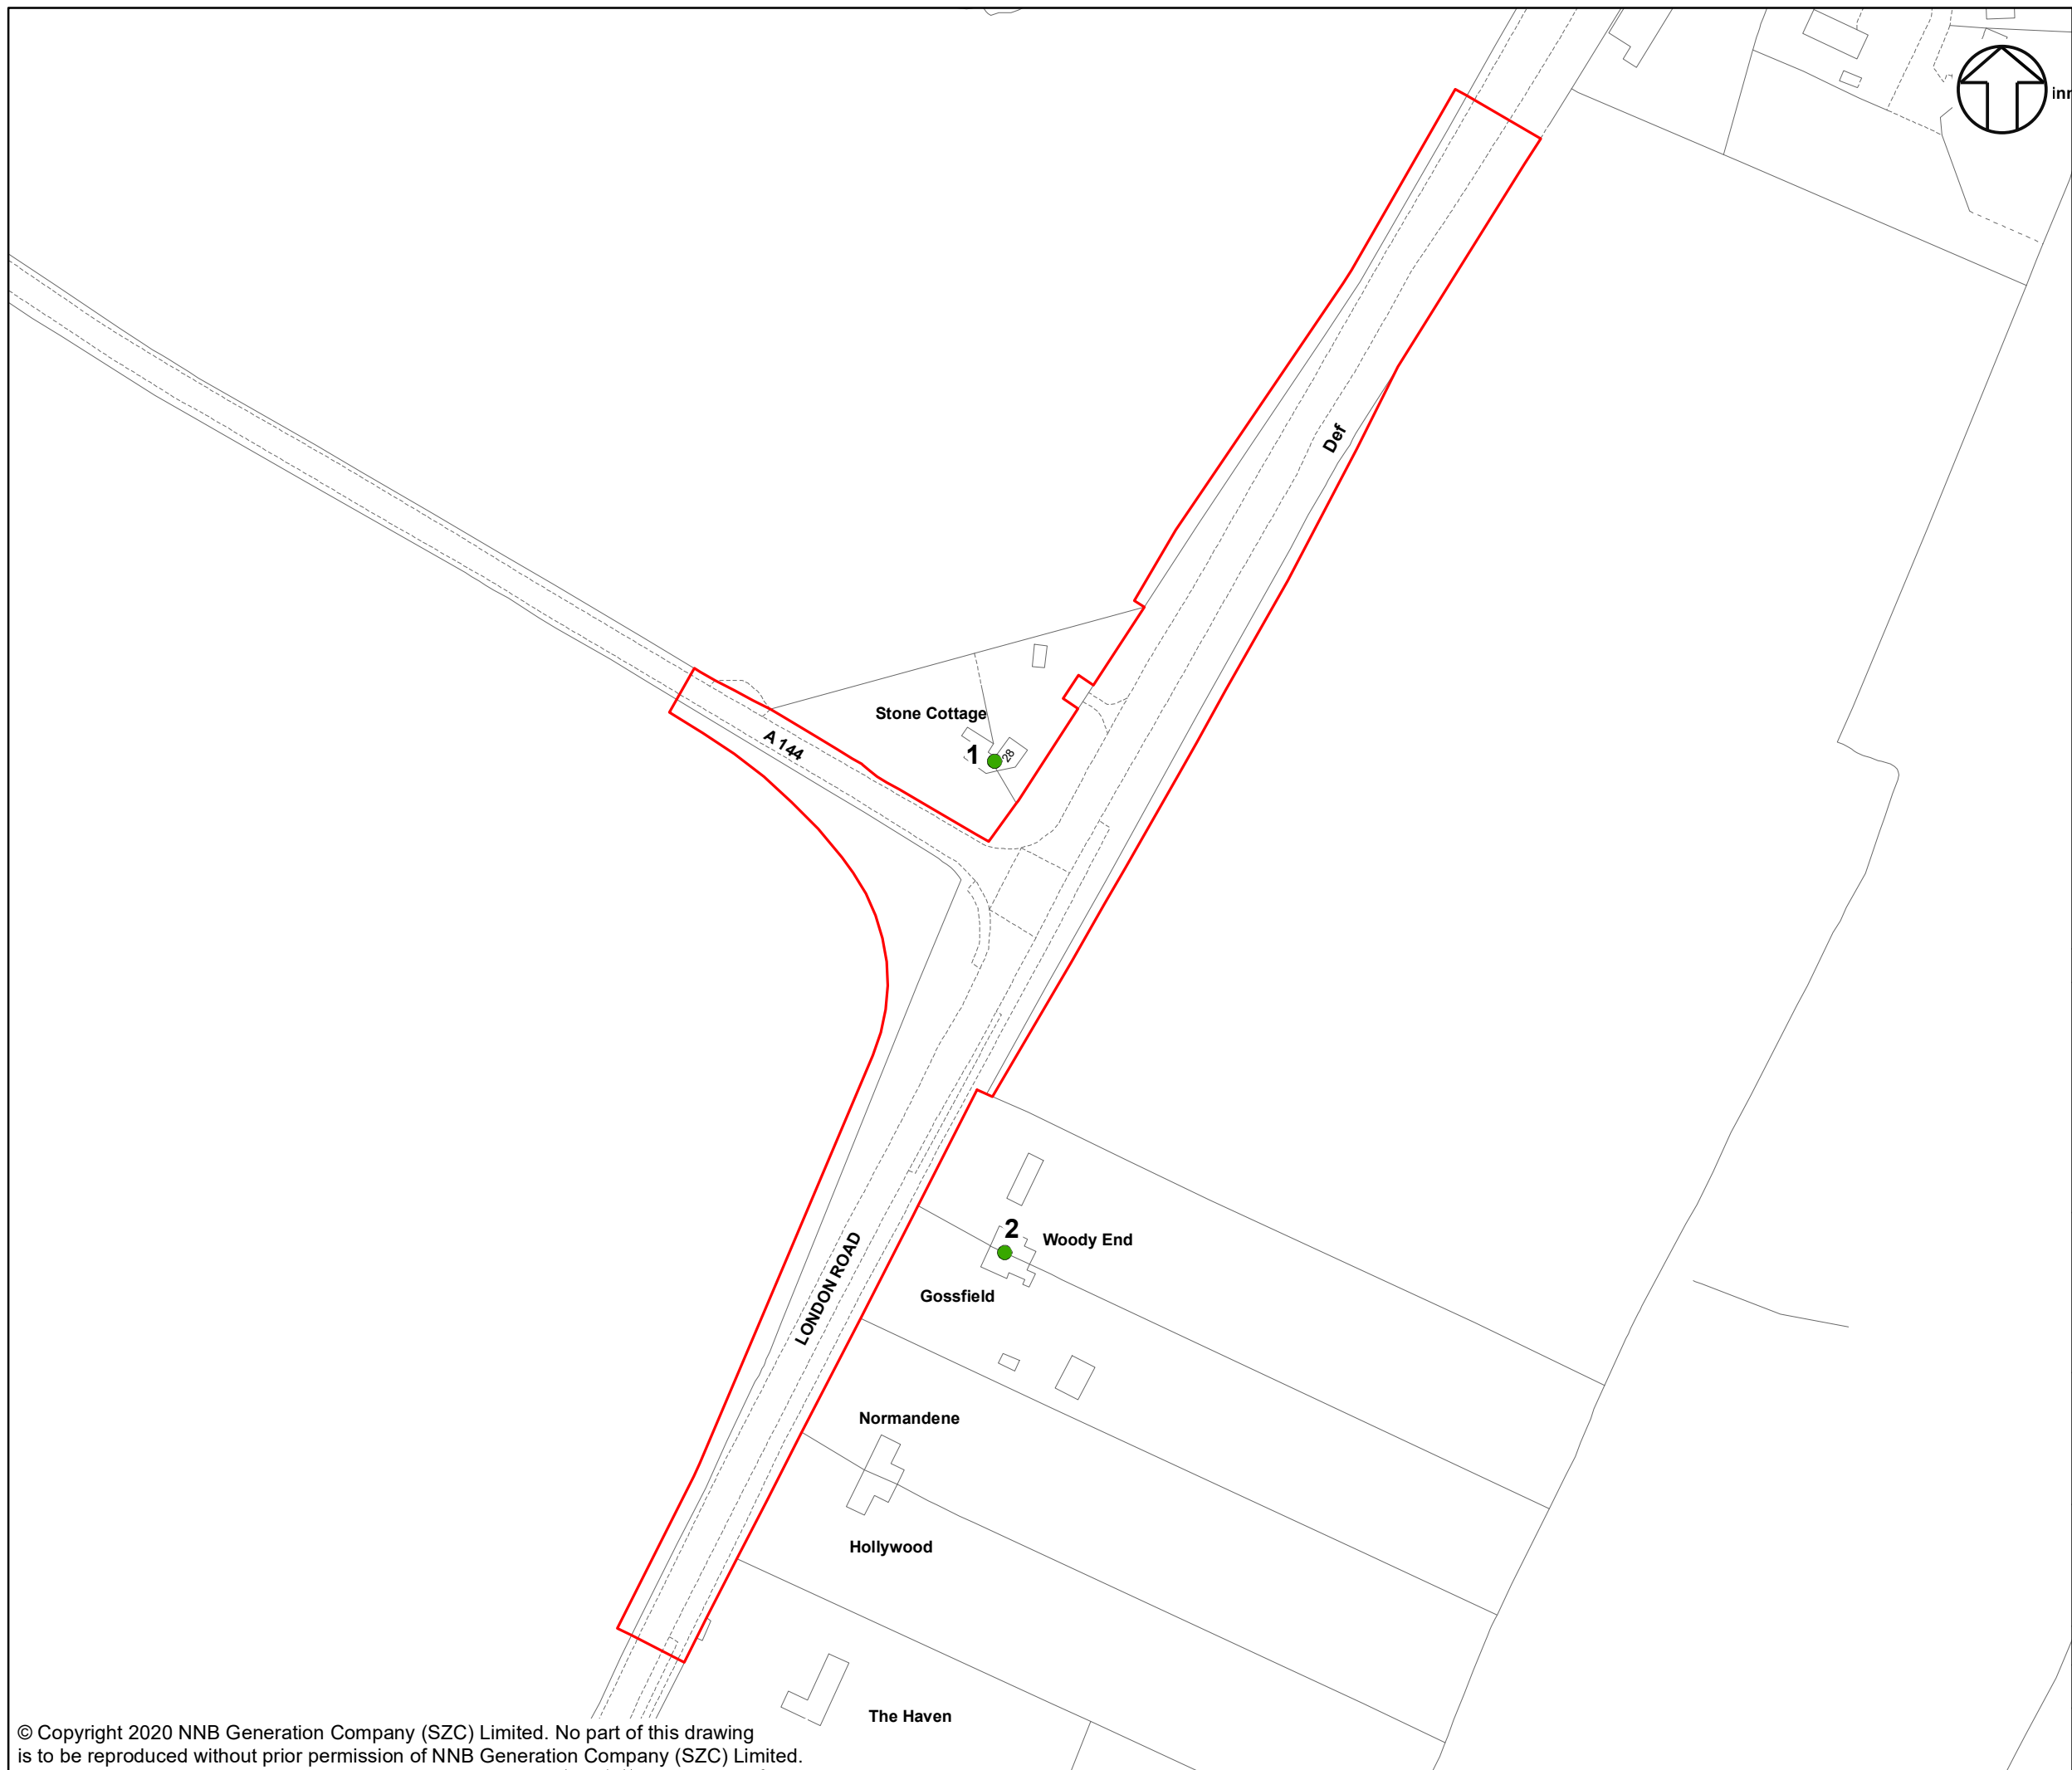 Def
Stone Cottage
1
28
A 144
2
Woody End
LONDON ROAD
Gossfield
Normandene
Hollywood
The Haven
© Copyright 2020 NNB Generation Company (SZC) Limited. No part of this drawing
is to be reproduced without prior permission of NNB Generation Company (SZC) Limited.